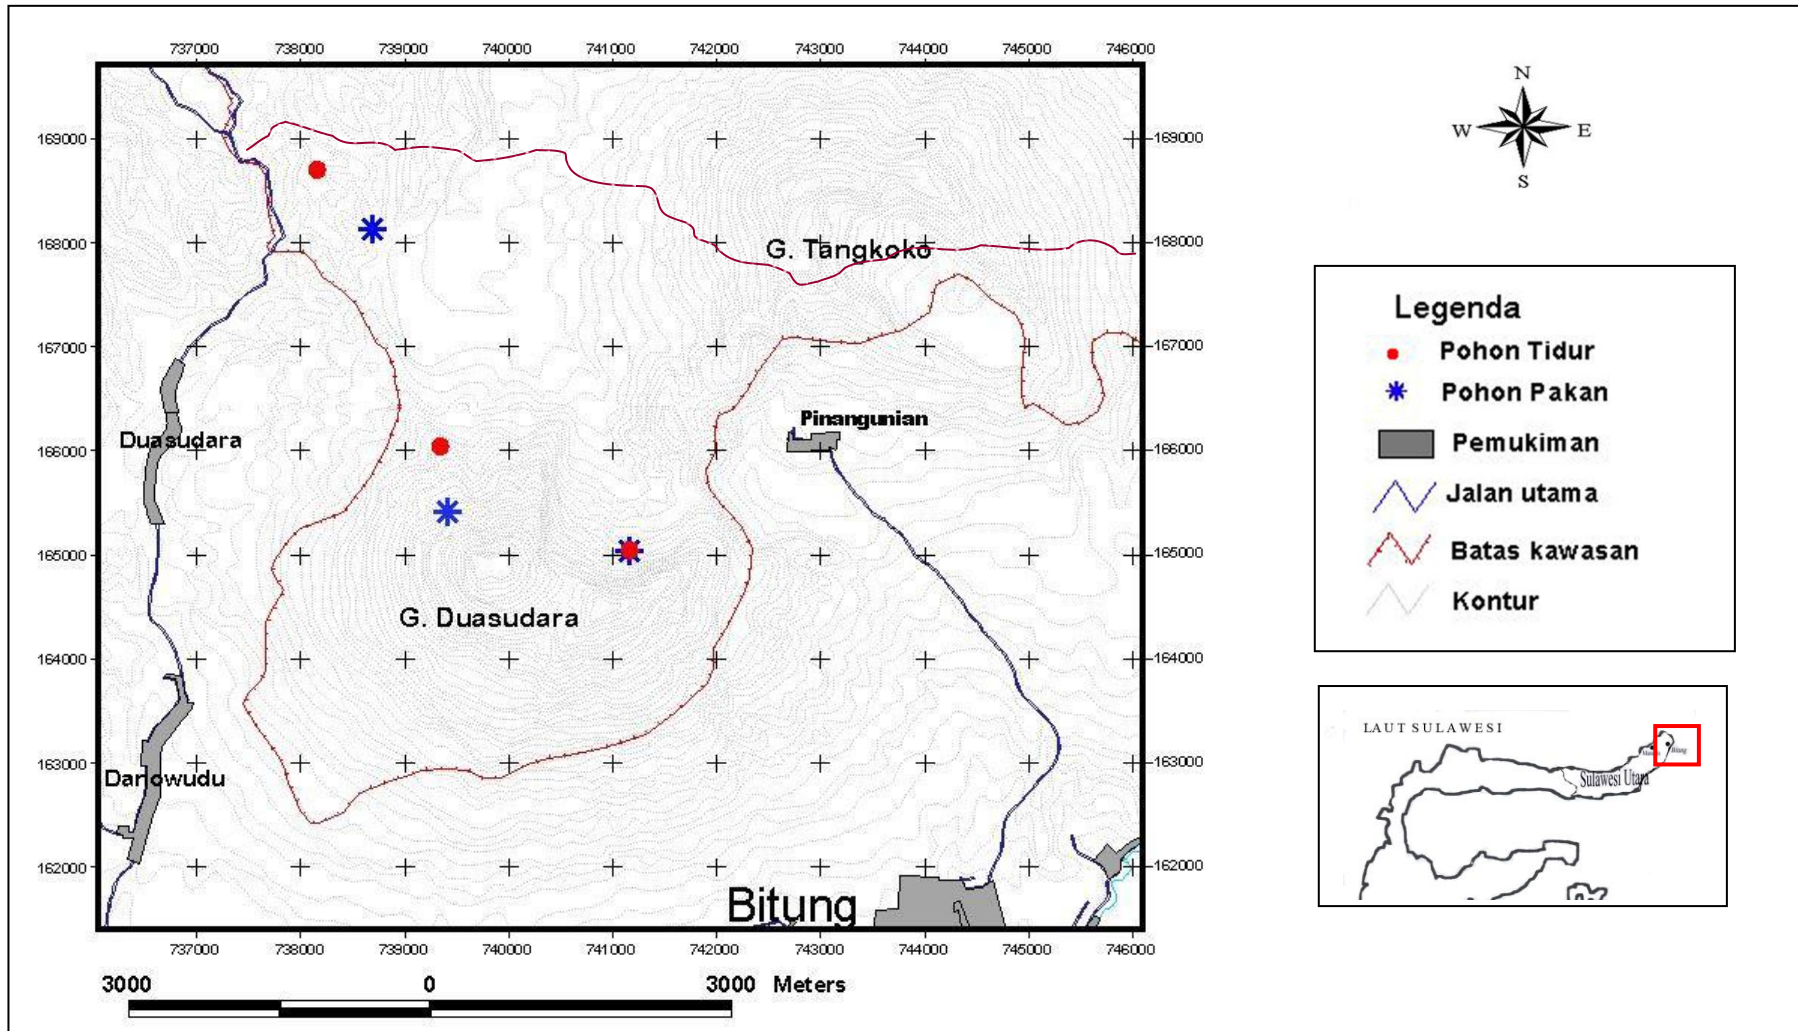 737000 738000 739000 740000 741000 742000 743000 744000 745000 746000
N
W E
S
169000 169000
168000 168000
G. Tangkoko
167000 167000
Pinangunian
Duasudara
166000 166000
165000 165000
G. Duasudara
164000 164000
163000 163000
Danowudu
162000 162000
Bitung
737000 738000 739000 740000 741000 742000 743000 744000 745000 746000
3000 0 3000 Meters
Legenda
Pohon Tidur
Pohon Pakan
Pemukiman
Jalan utama
Batas kawasan
Kontur
LAUT SULAWESI
Bitung
Sulawesi Utara